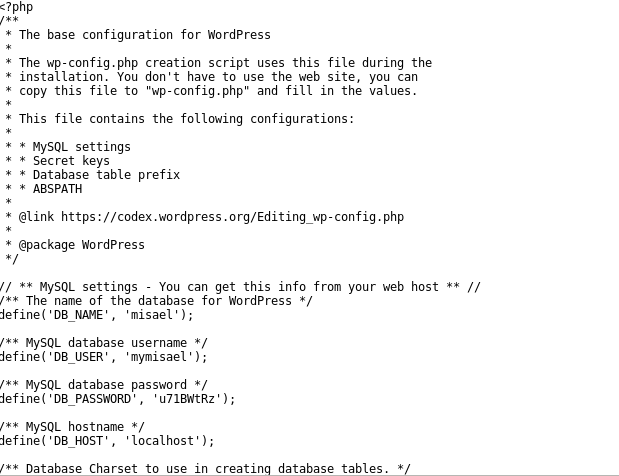 <?php
/**
 * The base configuration for WordPress
 *
 * The wp-config.php creation script uses this file during the
 * installation. You don't have to use the web site, you can
 * copy this file to "wp-config.php" and fill in the values.
 *
 * This file contains the following configurations:
 *
 * * MySQL settings
 * * Secret keys
 * * Database table prefix
 * * ABSPATH
 *
 * @link https://codex.wordpress.org/Editing_wp-config.php
 *
 * @package WordPress
 */

// ** MySQL settings - You can get this info from your web host ** //
/** The name of the database for WordPress */
define('DB_NAME', 'misael');

/** MySQL database username */
define('DB_USER', 'mymisael');

/** MySQL database password */
define('DB_PASSWORD', 'u71BWtRz');

/** MySQL hostname */
define('DB_HOST', 'localhost');

/** Database Charset to use in creating database tables. */